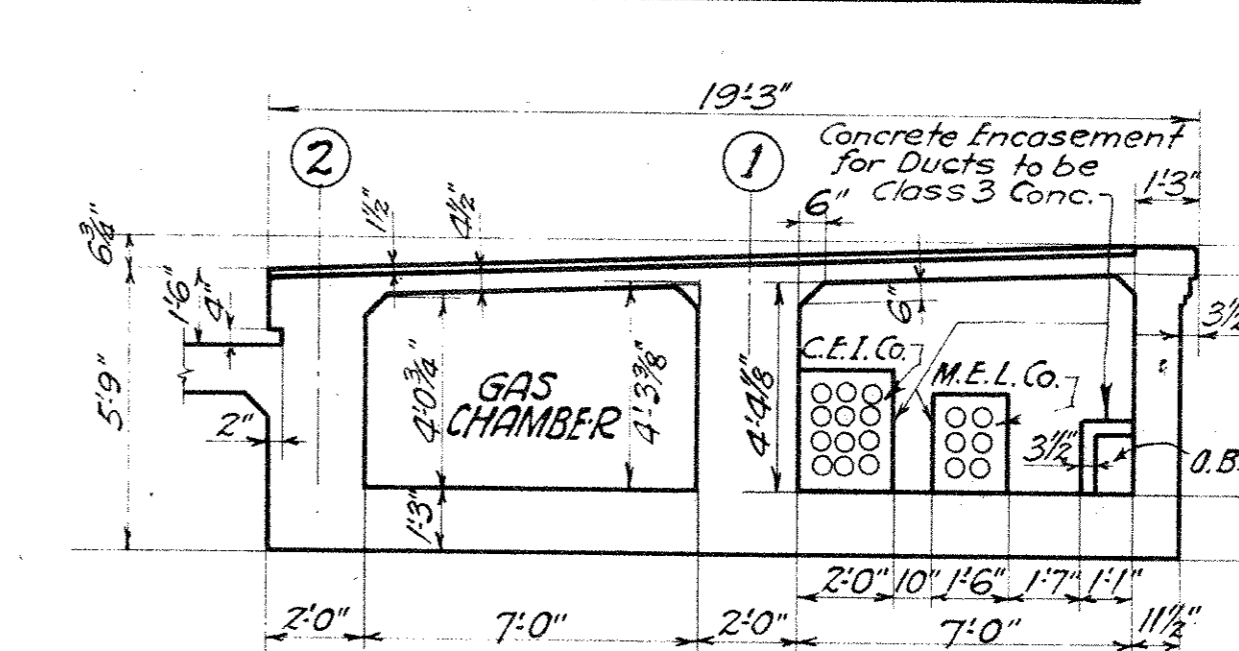 19'-3"
Concrete Encasement
for Ducts to be
Class 3 Conc.
2
1
1'-3"
6"
1½"
4½"
6¾"
1'-6"
4"
6"
3½"
5'-9"
C.E.I.Co.
M.E.L.Co.
GAS
CHAMBER
4'-0¾"
4'-3⅜"
4'-4⅛"
2"
3½"
O.B.
1'-3"
2'-0" 10" 1'-6" 1'-7" 1'-1"
2'-0" 7'-0" 2'-0" 7'-0" 11½"